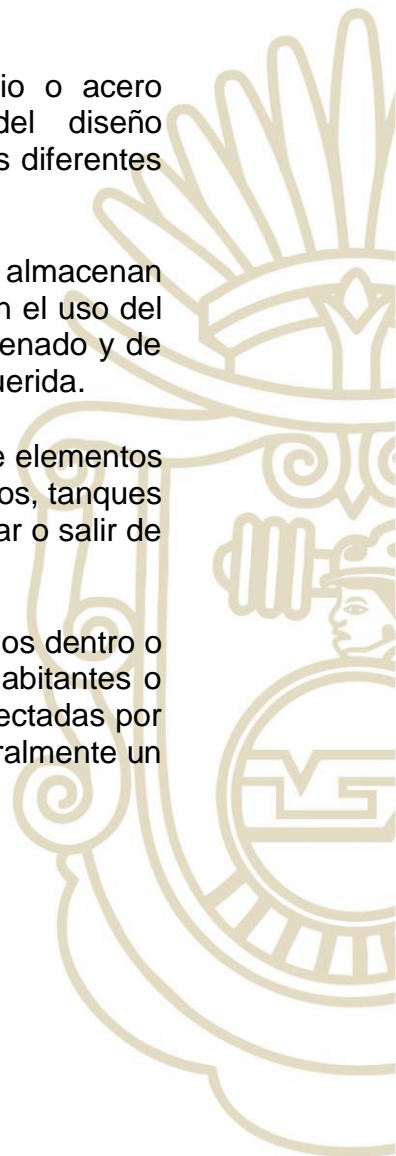 io o acero
del diseño
s diferentes
almacenan
n el uso del
enado y de
uerida.
e elementos
os, tanques
ar o salir de
os dentro o
abitantes o
ectadas por
ralmente un